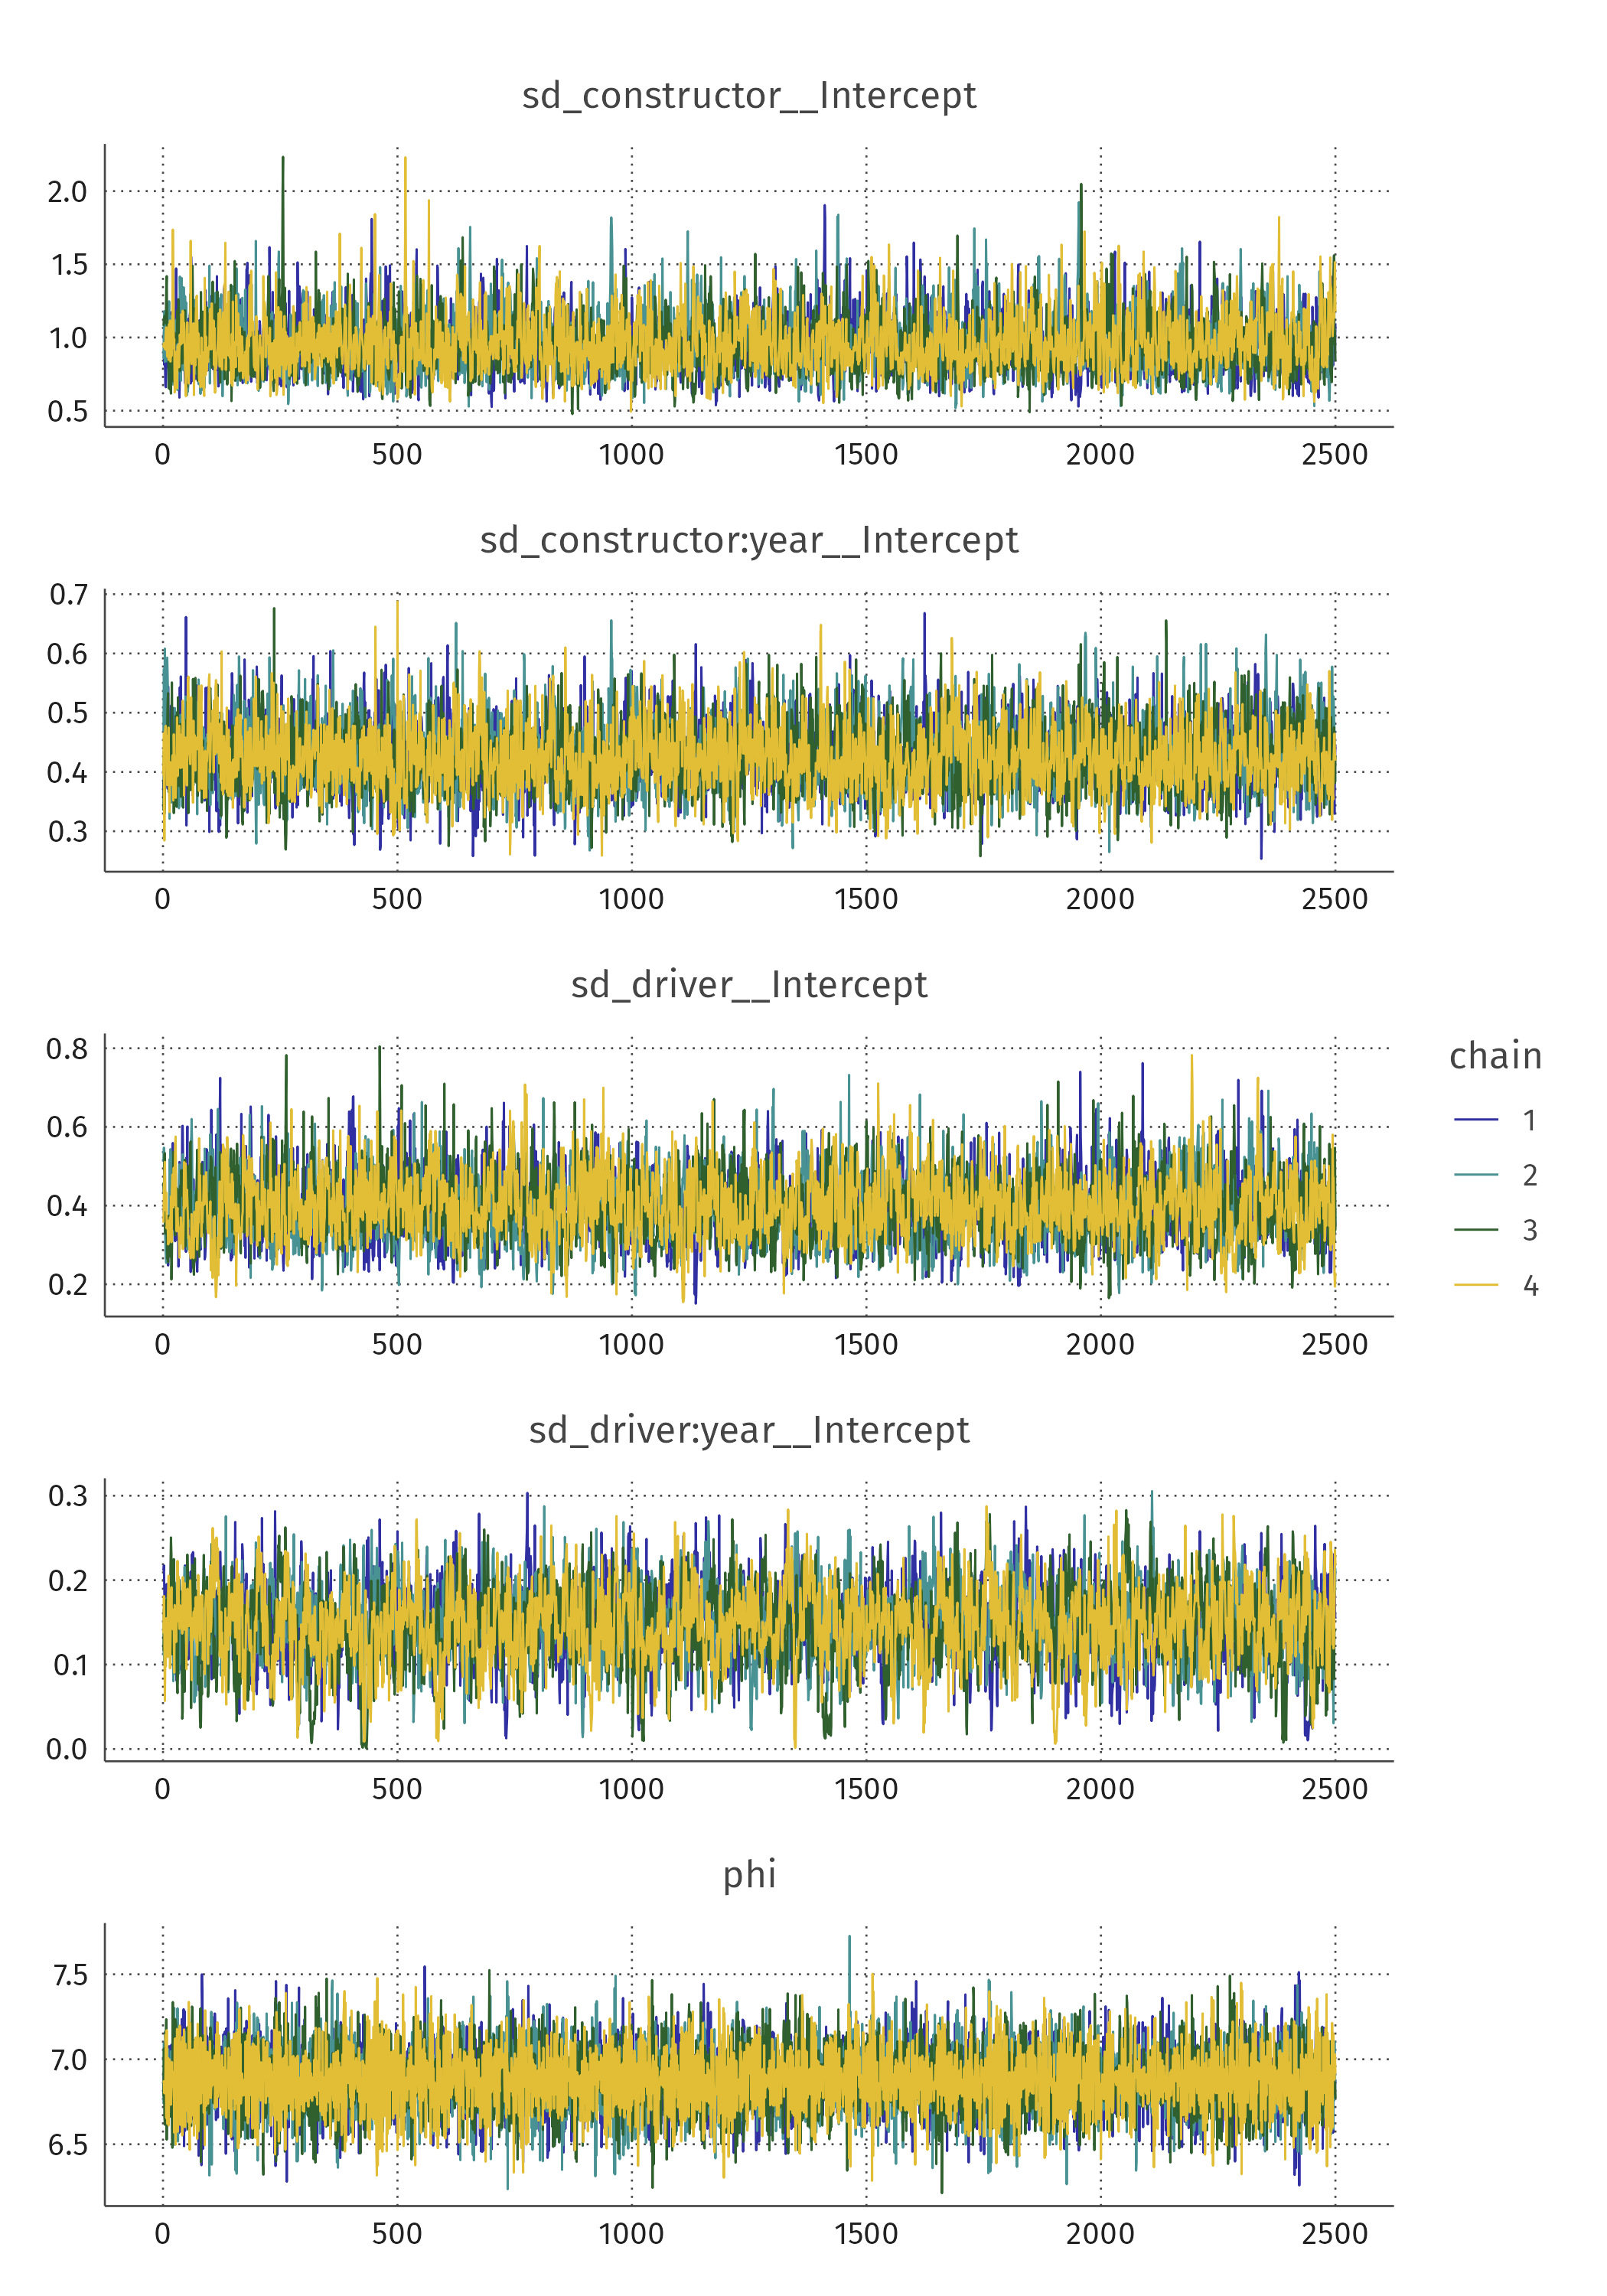 sd_constructor__Intercept
2.0
1.5
1.0
0.5
0 500 1000 1500 2000 2500
sd_constructor:year__Intercept
0.7
0.6
0.5
0.4
0.3
0 500 1000 1500 2000 2500
sd_driver__Intercept
0.8
0.6
0.4
0.2
0 500 1000 1500 2000 2500
chain
1
2
3
4
sd_driver:year__Intercept
0.3
0.2
0.1
0.0
0 500 1000 1500 2000 2500
phi
7.5
7.0
6.5
0 500 1000 1500 2000 2500